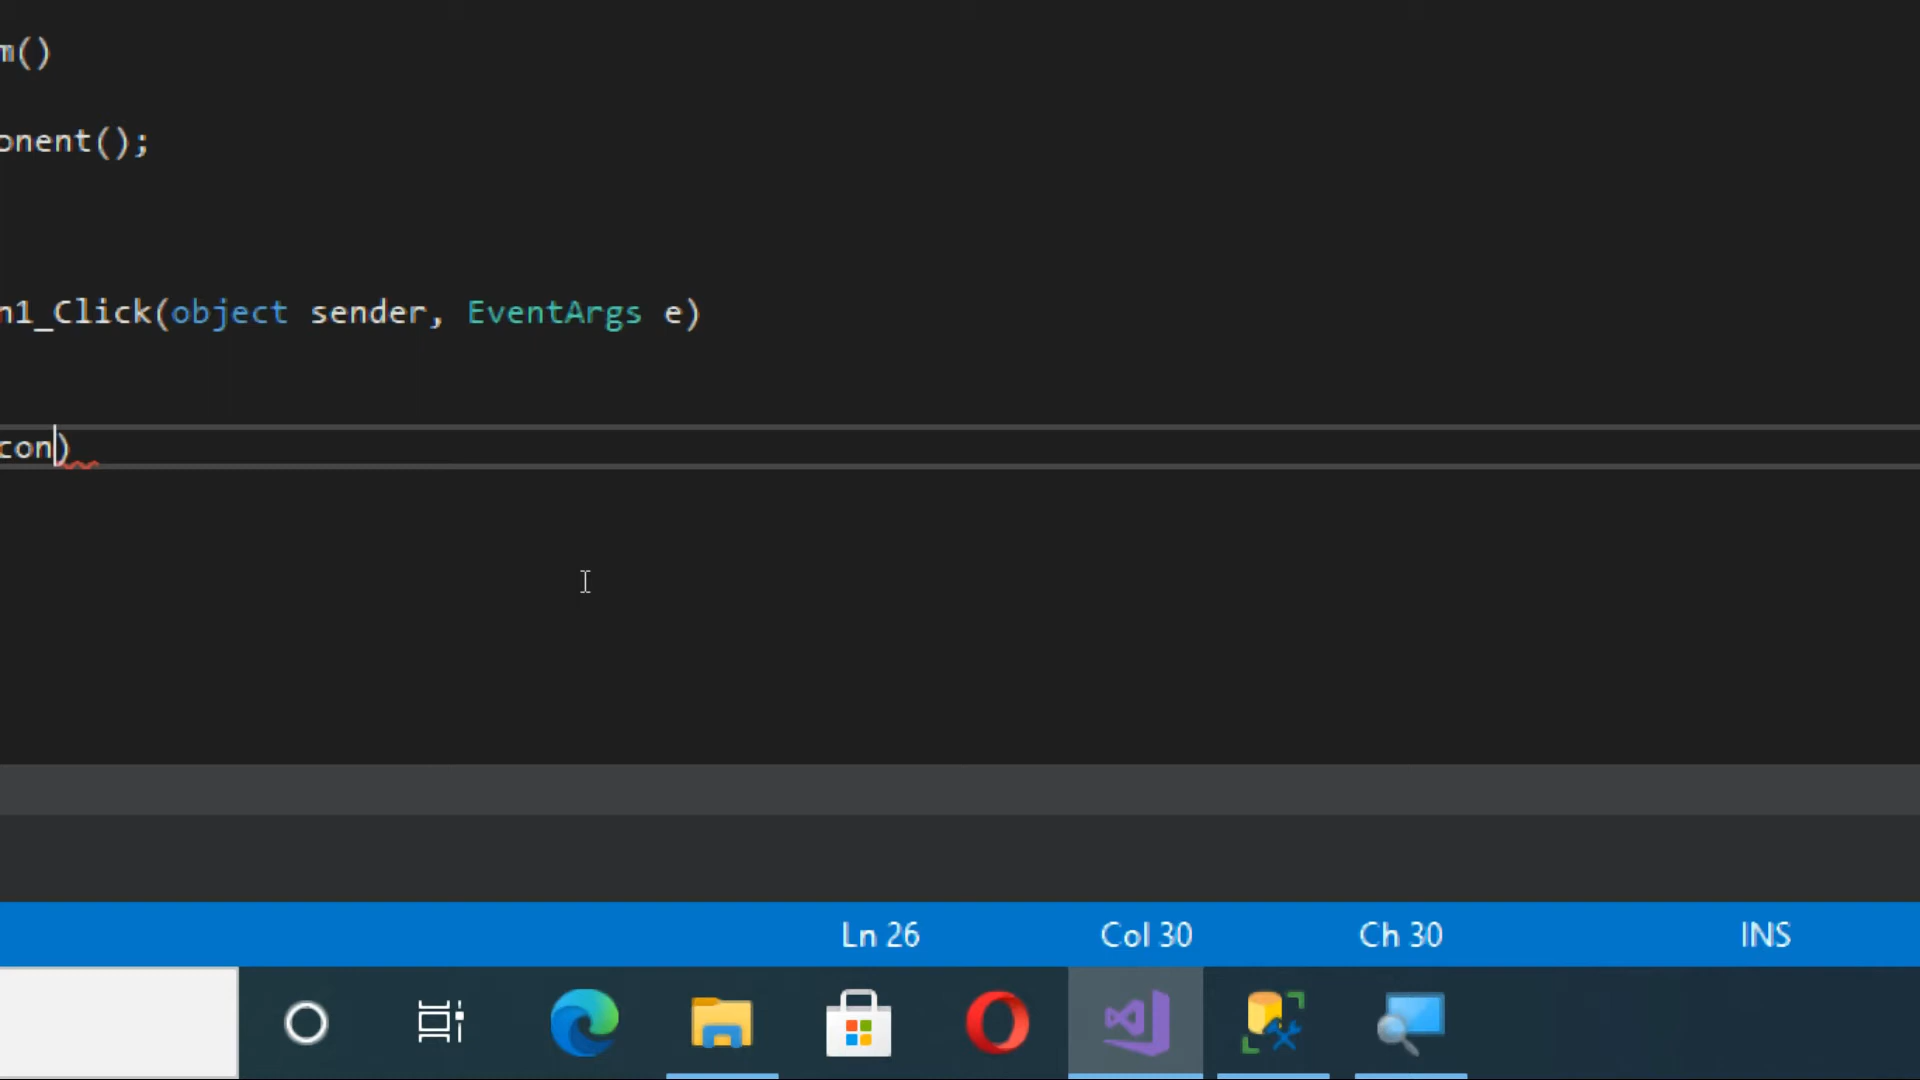 m()
onent();
n1_Click(object sender, EventArgs e)
con)
Ln 26 Col 30 Ch 30 INS